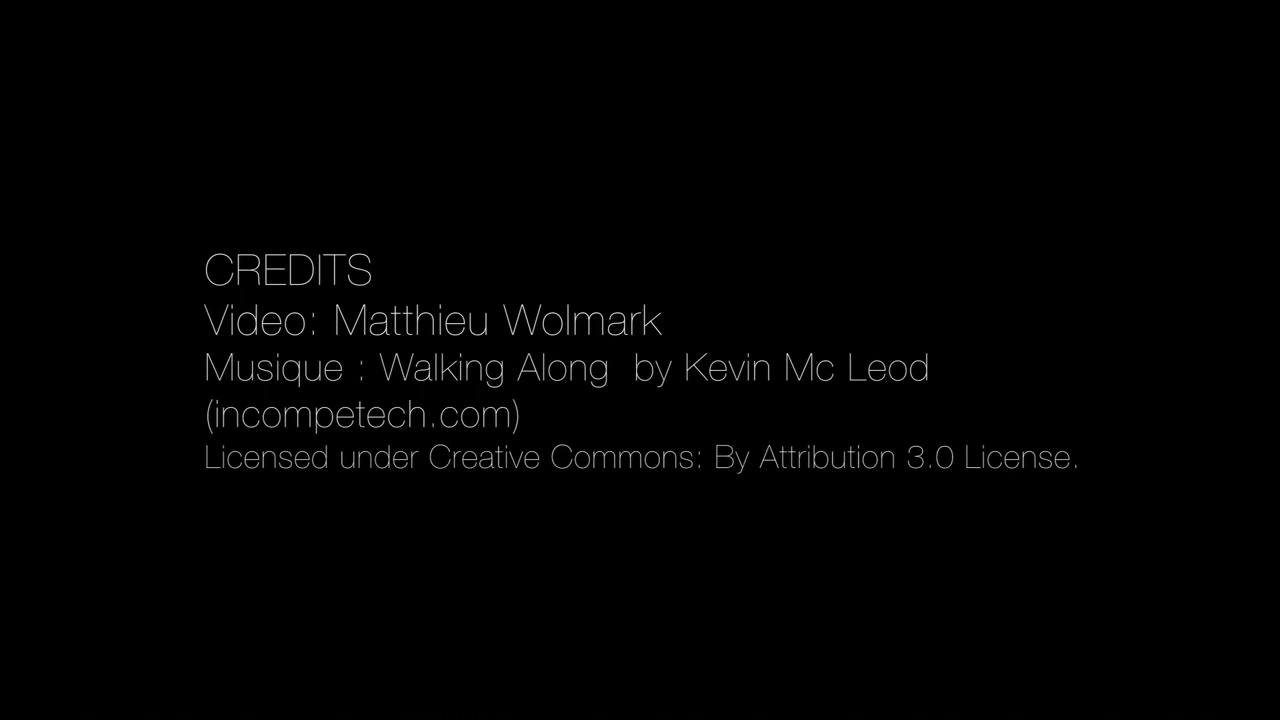 CREDITS
Video: Matthieu Wolmark
Musique : Walking Along  by Kevin Mc Leod
(incompetech.com)
Licensed under Creative Commons: By Attribution 3.0 License.